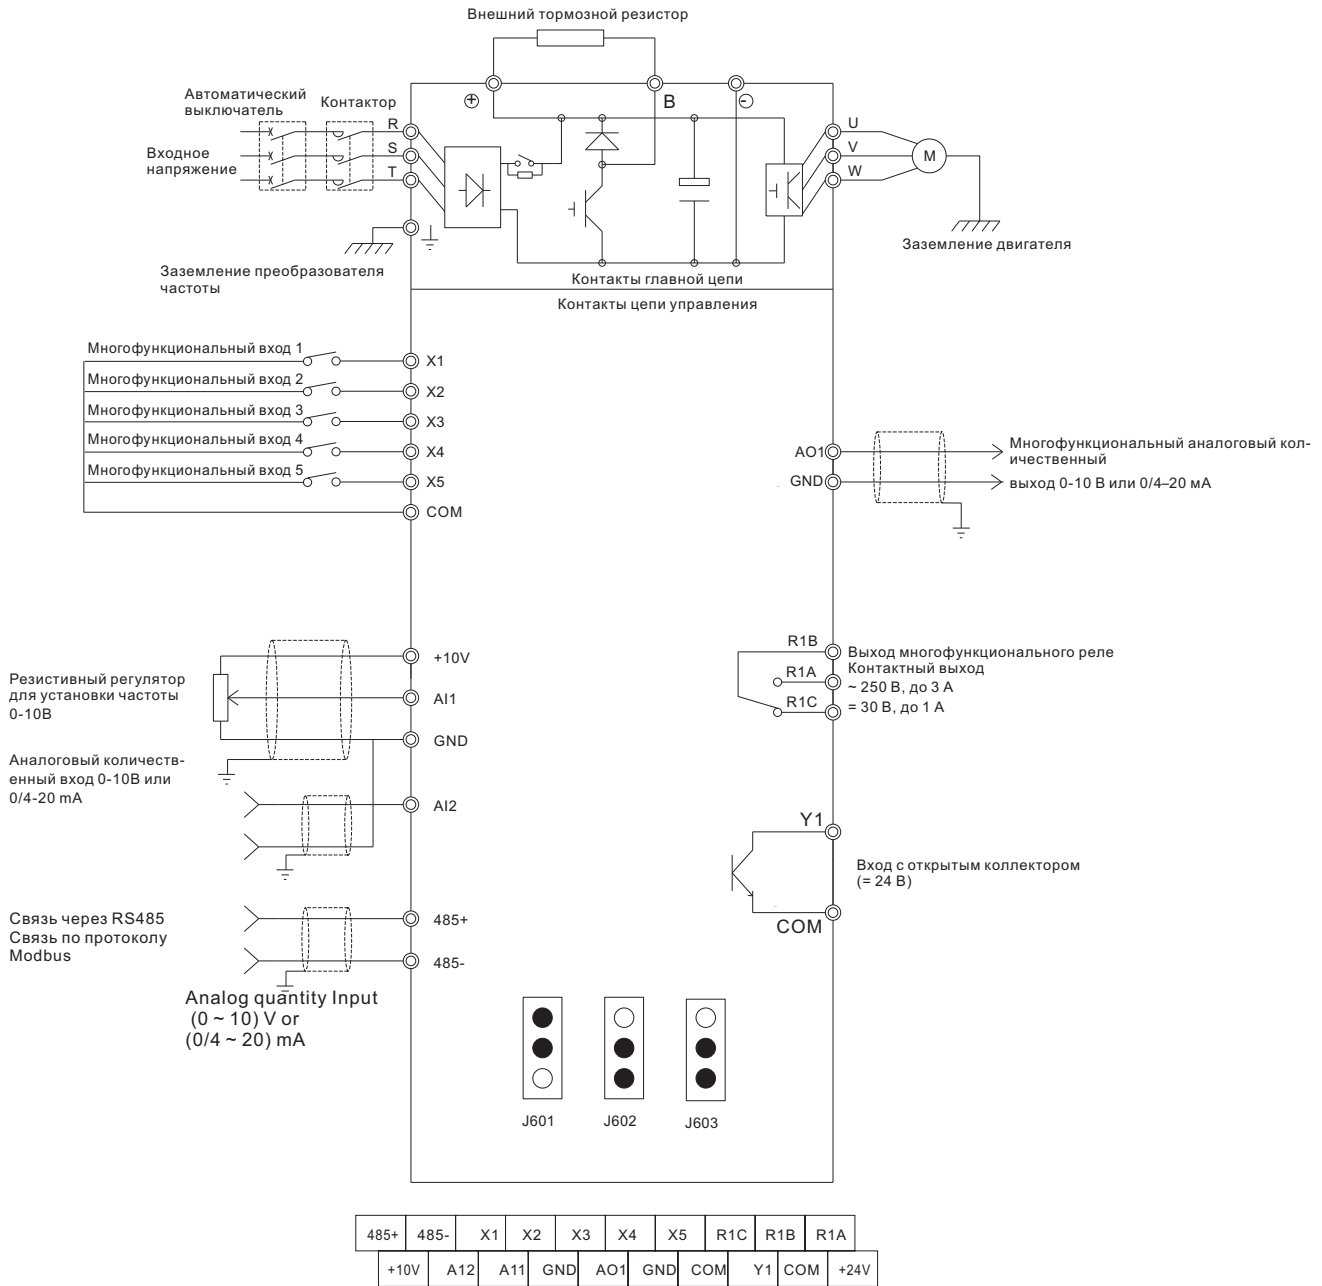 Внешний тормозной резистор
Автоматический
выключатель
Контактор
Входное
напряжение
R
S
T
+
B
-
U
V
W
M
Заземление двигателя
Заземление преобразователя
частоты
Контакты главной цепи
Контакты цепи управления
Многофункциональный вход 1
X1
Многофункциональный вход 2
X2
Многофункциональный вход 3
X3
Многофункциональный вход 4
X4
Многофункциональный вход 5
X5
COM
AO1
GND
Многофункциональный аналоговый кол-
ичественный
выход 0-10 В или 0/4–20 мА
Резистивный регулятор
для установки частоты
0-10В
+10V
AI1
GND
Аналоговый количеств-
енный вход 0-10В или
0/4-20 mA
AI2
R1B
R1A
R1C
Выход многофункционального реле
Контактный выход
~ 250 В, до 3 А
= 30 В, до 1 А
Y1
COM
Вход с открытым коллектором
(= 24 В)
Связь через RS485
Связь по протоколу
Modbus
485+
485-
Analog quantity Input
(0 ~ 10) V or
(0/4 ~ 20) mA
J601
J602
J603
485+ 485- X1 X2 X3 X4 X5 R1C R1B R1A
+10V A12 A11 GND AO1 GND COM Y1 COM +24V